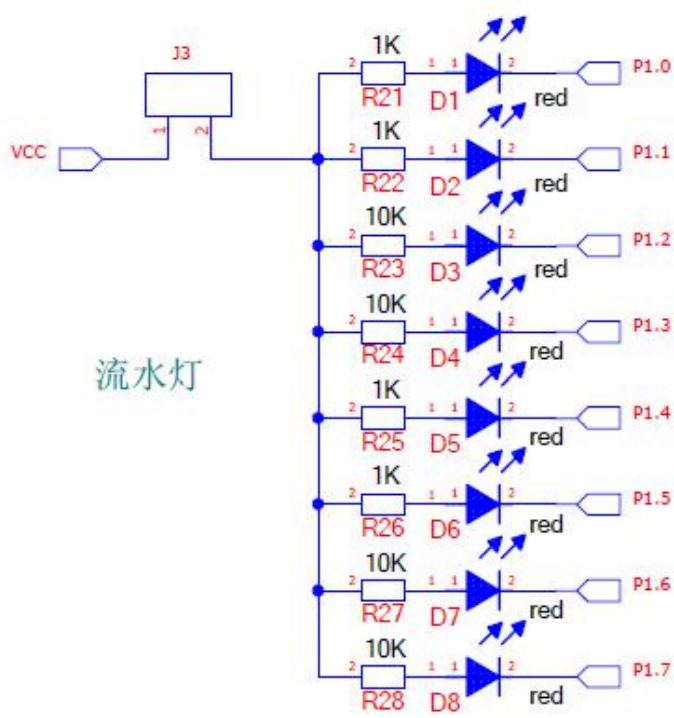 J3
1
2
VCC
1K
2 1 1 2
R21 D1 red P1.0
1K
2 1 1 2
R22 D2 red P1.1
10K
2 1 1 2
R23 D3 red P1.2
10K
2 1 1 2
R24 D4 red P1.3
流水灯
1K
2 1 1 2
R25 D5 red P1.4
1K
2 1 1 2
R26 D6 red P1.5
10K
2 1 1 2
R27 D7 red P1.6
10K
2 1 1 2
R28 D8 red P1.7